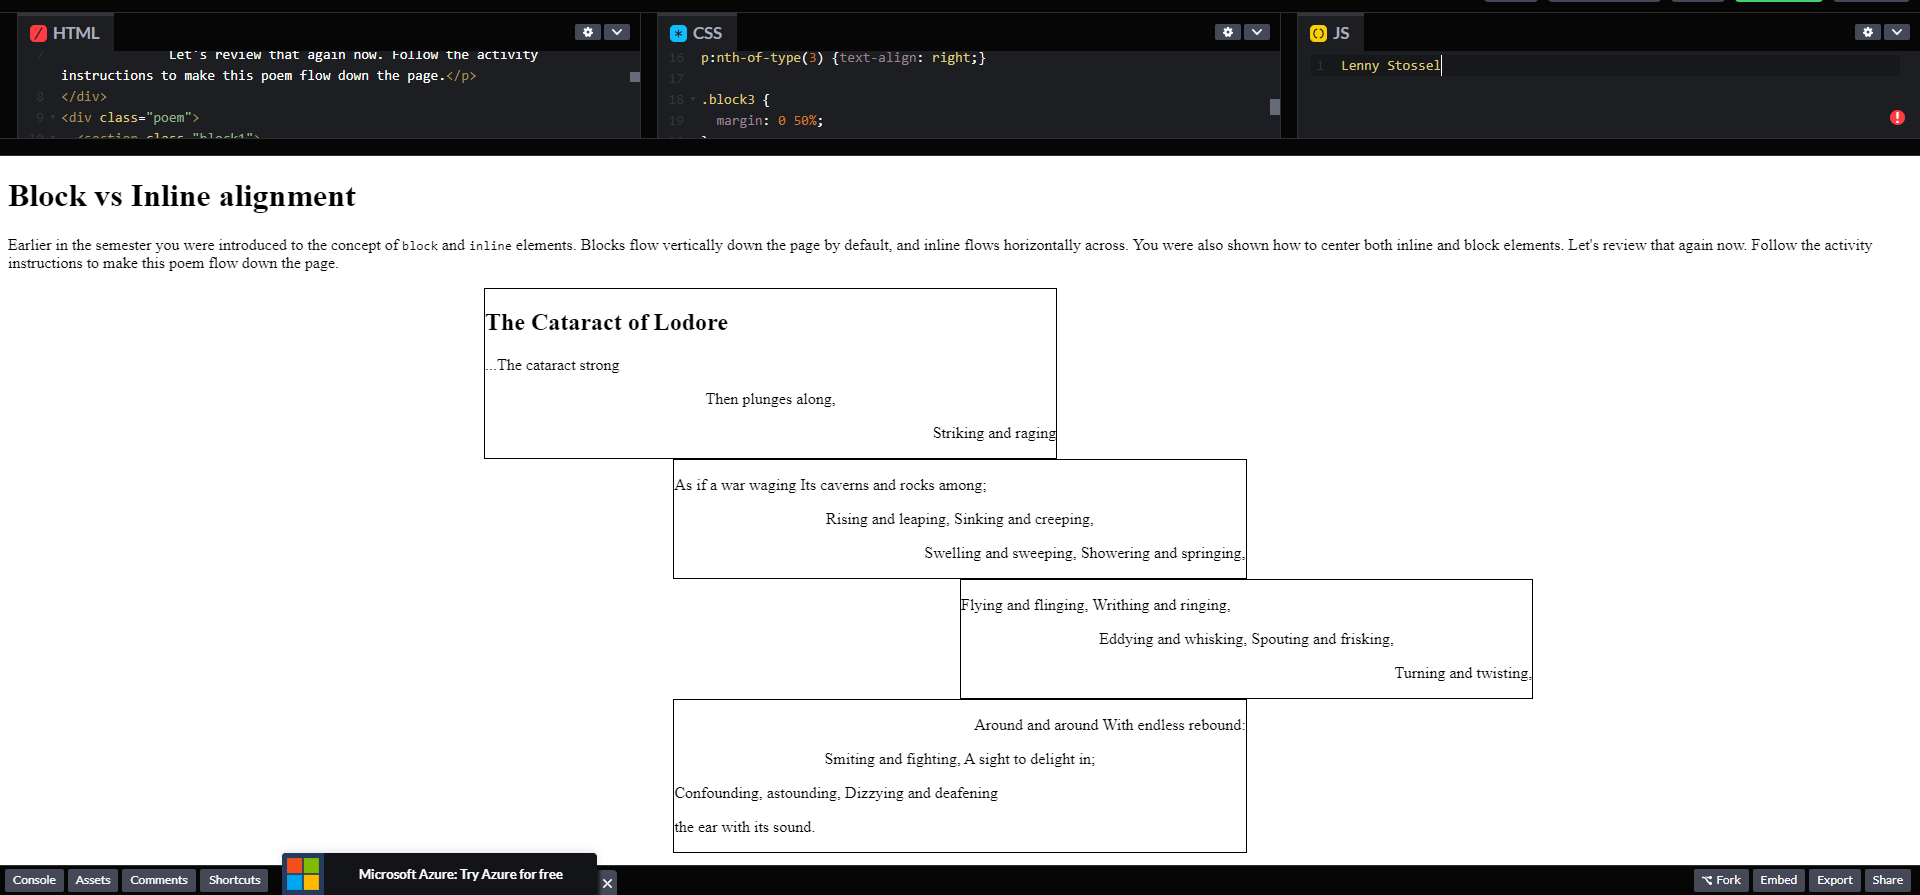 HTML
CSS
JS
7 Let's review that again now. Follow the activity
instructions to make this poem flow down the page.</p>
8 </div>
9 <div class="poem">
10 <section class="block1">
16 p:nth-of-type(3) {text-align: right;}
17
18 .block3 {
19 margin: 0 50%;
}
1 Lenny Stossel
Block vs Inline alignment
Earlier in the semester you were introduced to the concept of block and inline elements. Blocks flow vertically down the page by default, and inline flows horizontally across. You were also shown how to center both inline and block elements. Let's review that again now. Follow the activity
instructions to make this poem flow down the page.
The Cataract of Lodore
...The cataract strong
Then plunges along,
Striking and raging
As if a war waging Its caverns and rocks among;
Rising and leaping, Sinking and creeping,
Swelling and sweeping, Showering and springing,
Flying and flinging, Writhing and ringing,
Eddying and whisking, Spouting and frisking,
Turning and twisting,
Around and around With endless rebound:
Smiting and fighting, A sight to delight in;
Confounding, astounding, Dizzying and deafening
the ear with its sound.
Console Assets Comments Shortcuts
Microsoft Azure: Try Azure for free
Fork Embed Export Share